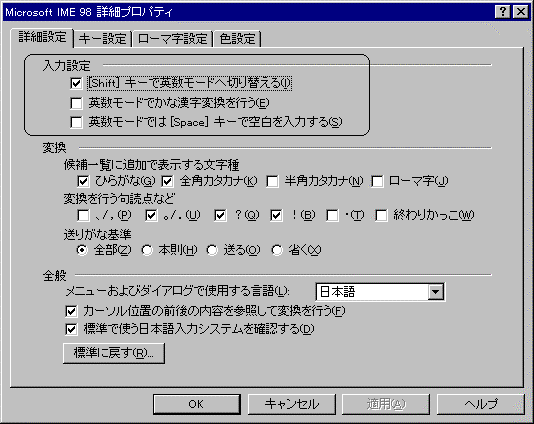 Microsoft IME 98 詳細プロパティ
詳細設定 キー設定 ローマ字設定 色設定
入力設定
[Shift] キーで英数モードへ切り替える(I)
英数モードでかな漢字変換を行う(E)
英数モードでは [Space] キーで空白を入力する(S)
変換
候補一覧に追加で表示する文字種
ひらがな(G) 全角カタカナ(K) 半角カタカナ(N) ローマ字(J)
変換を行う句読点など
､/,(P) ｡/.(U) ?(Q) !(B) ･(T) 終わりかっこ(W)
送りがな基準
全部(Z) 本則(H) 送る(O) 省く(X)
全般
メニューおよびダイアログで使用する言語(L): 日本語
カーソル位置の前後の内容を参照して変換を行う(F)
標準で使う日本語入力システムを確認する(D)
標準に戻す(R)...
OK キャンセル 適用(A) ヘルプ